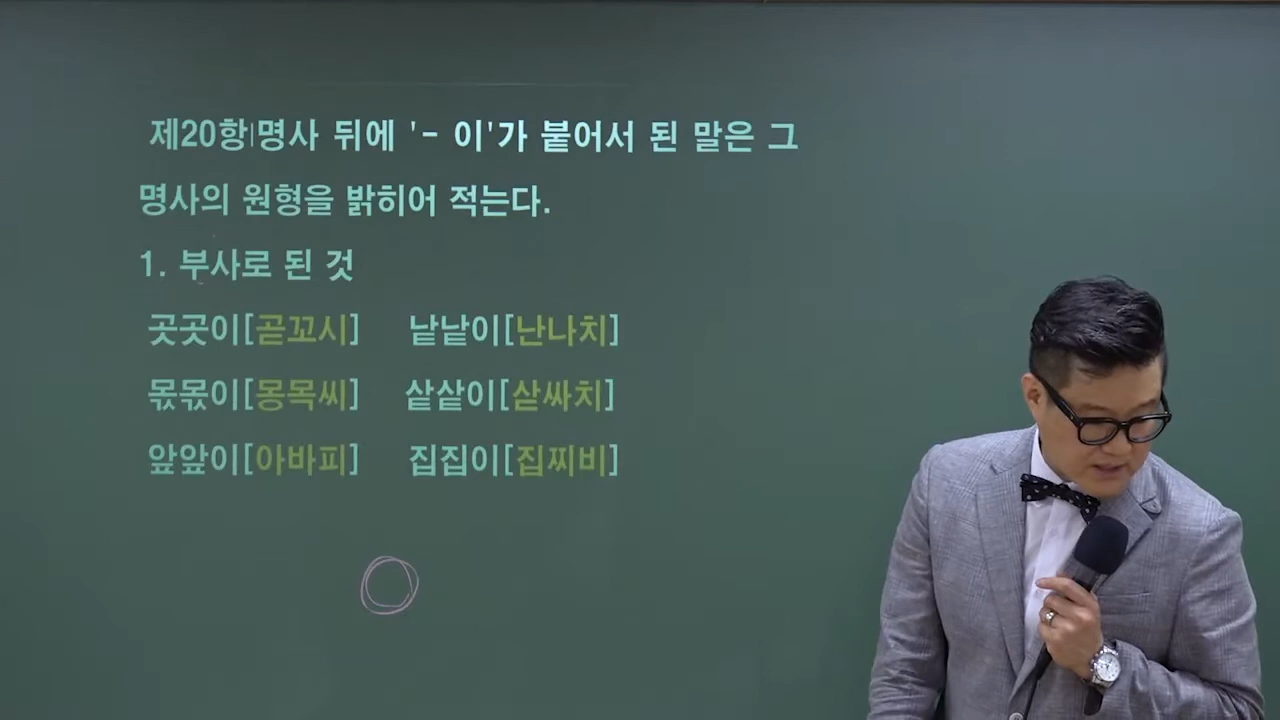 제20항|명사 뒤에 '- 이'가 붙어서 된 말은 그
명사의 원형을 밝히어 적는다.
1. 부사로 된 것
곳곳이[곧꼬시] 낱낱이[난나치]
몫몫이[몽목씨] 샅샅이[삳싸치]
앞앞이[아바피] 집집이[집찌비]